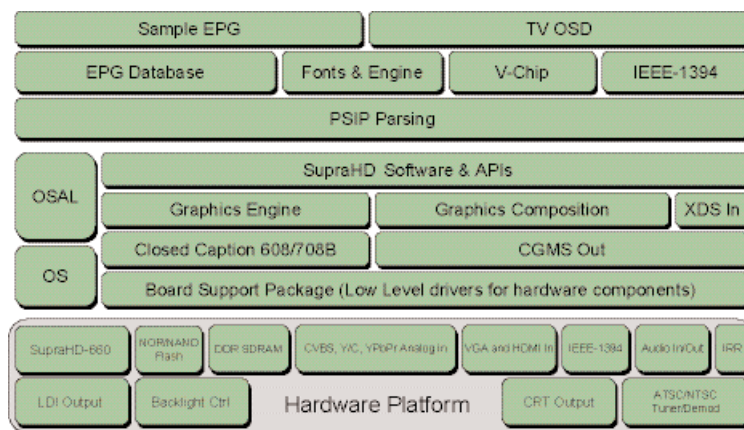 Sample EPG
TV OSD
EPG Database
Fonts & Engine
V-Chip
IEEE-1394
PSIP Parsing
OSAL
SupraHD Software & APIs
Graphics Engine
Graphics Composition
XDS In
OS
Closed Caption 608/708B
CGMS Out
Board Support Package (Low Level drivers for hardware components)
SupraHD-660
NOR/NAND
Flash
DDR SDRAM
CVBS, Y/C, YPbPr Analog in
VGA and HDMI In
IEEE-1394
Audio In/Out
IRR
LDI Output
Backlight Ctrl
Hardware Platform
CRT Output
ATSC/NTSC
Tuner/Demod